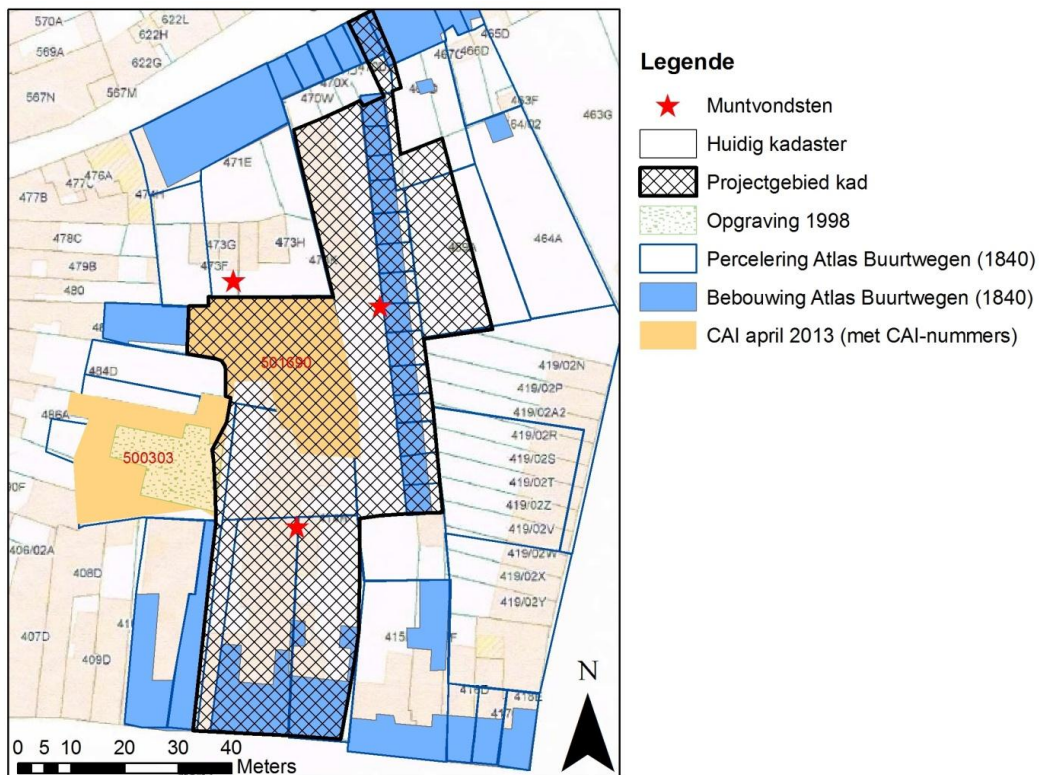 570A
622L
622H
569A
622G
567N
567M
465D
466D
470X
470W
463F
463G
64/02
471E
476A
477C
477B
474H
478C
473G
473H
473F
479B
480
464A
484D
486A
501690
500303
419/02N
419/02P
419/02A2
419/02R
419/02S
419/02T
419/02Z
419/02V
419/02W
419/02X
419/02Y
406/02A
408D
407D
409D
418E
0 5 10 20 30 40
Meters
N
Legende
Muntvondsten
Huidig kadaster
Projectgebied kad
Opgraving 1998
Percelering Atlas Buurtwegen (1840)
Bebouwing Atlas Buurtwegen (1840)
CAI april 2013 (met CAI-nummers)